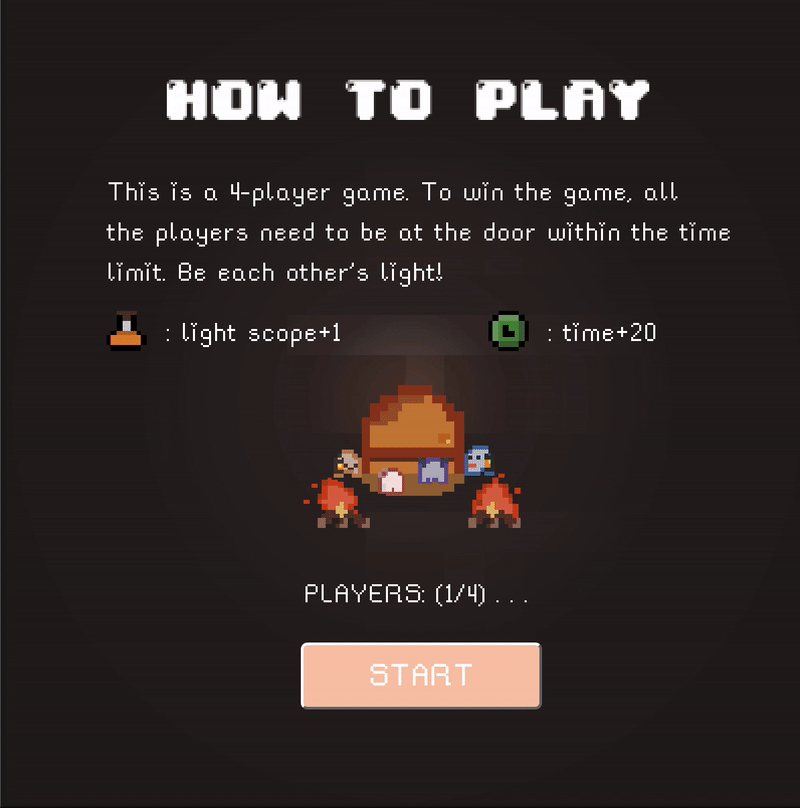 HOW TO PLAY
This is a 4-player game. To win the game, all
the players need to be at the door within the time
limit. Be each other's light!
: light scope+1 : time+20
PLAYERS: (1/4) . . .
START